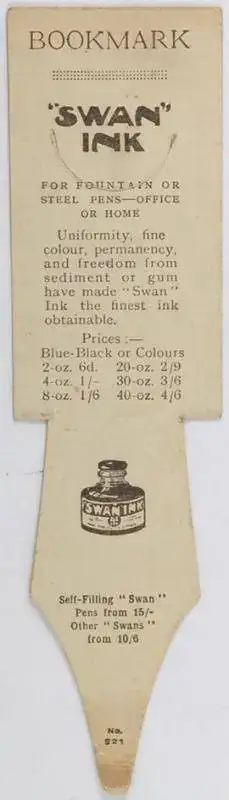 BOOKMARK
"SWAN"
INK
FOR FOUNTAIN OR
STEEL PENS—OFFICE
OR HOME
Uniformity, fine
colour, permanency,
and freedom from
sediment or gum
have made "Swan"
Ink the finest ink
obtainable.
Prices :—
Blue-Black or Colours
2-oz. 6d. 20-oz. 2/9
4-oz. 1/- 30-oz. 3/6
8-oz. 1/6 40-oz. 4/6
SWAN INK
Self-Filling "Swan"
Pens from 15/-
Other "Swans"
from 10/6
No.
921